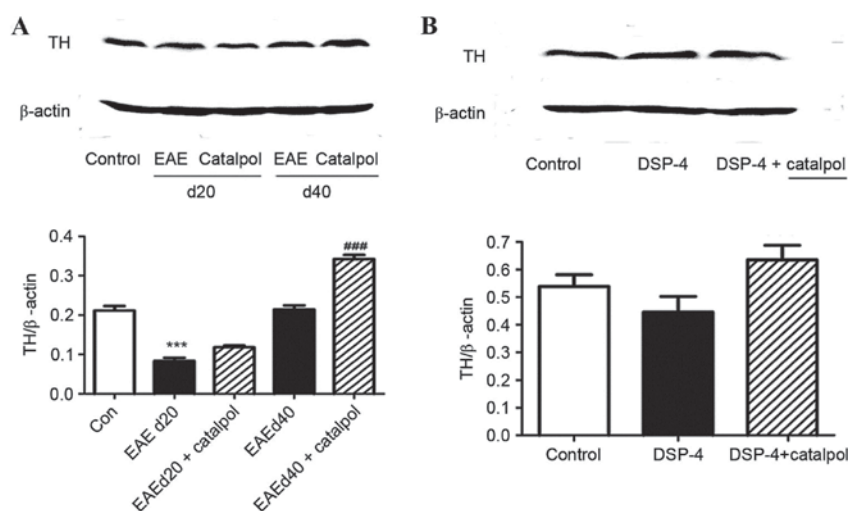 A
TH
β-actin
Control EAE Catalpol EAE Catalpol
d20 d40
TH/β -actin
0.4
0.3
0.2
0.1
0.0
***
###
Con
EAE d20
EAEd20 + catalpol
EAEd40
EAEd40 + catalpol
B
TH
β-actin
Control DSP-4 DSP-4 + catalpol
TH/β -actin
0.7
0.6
0.5
0.4
0.3
0.2
0.1
0.0
Control DSP-4 DSP-4+catalpol